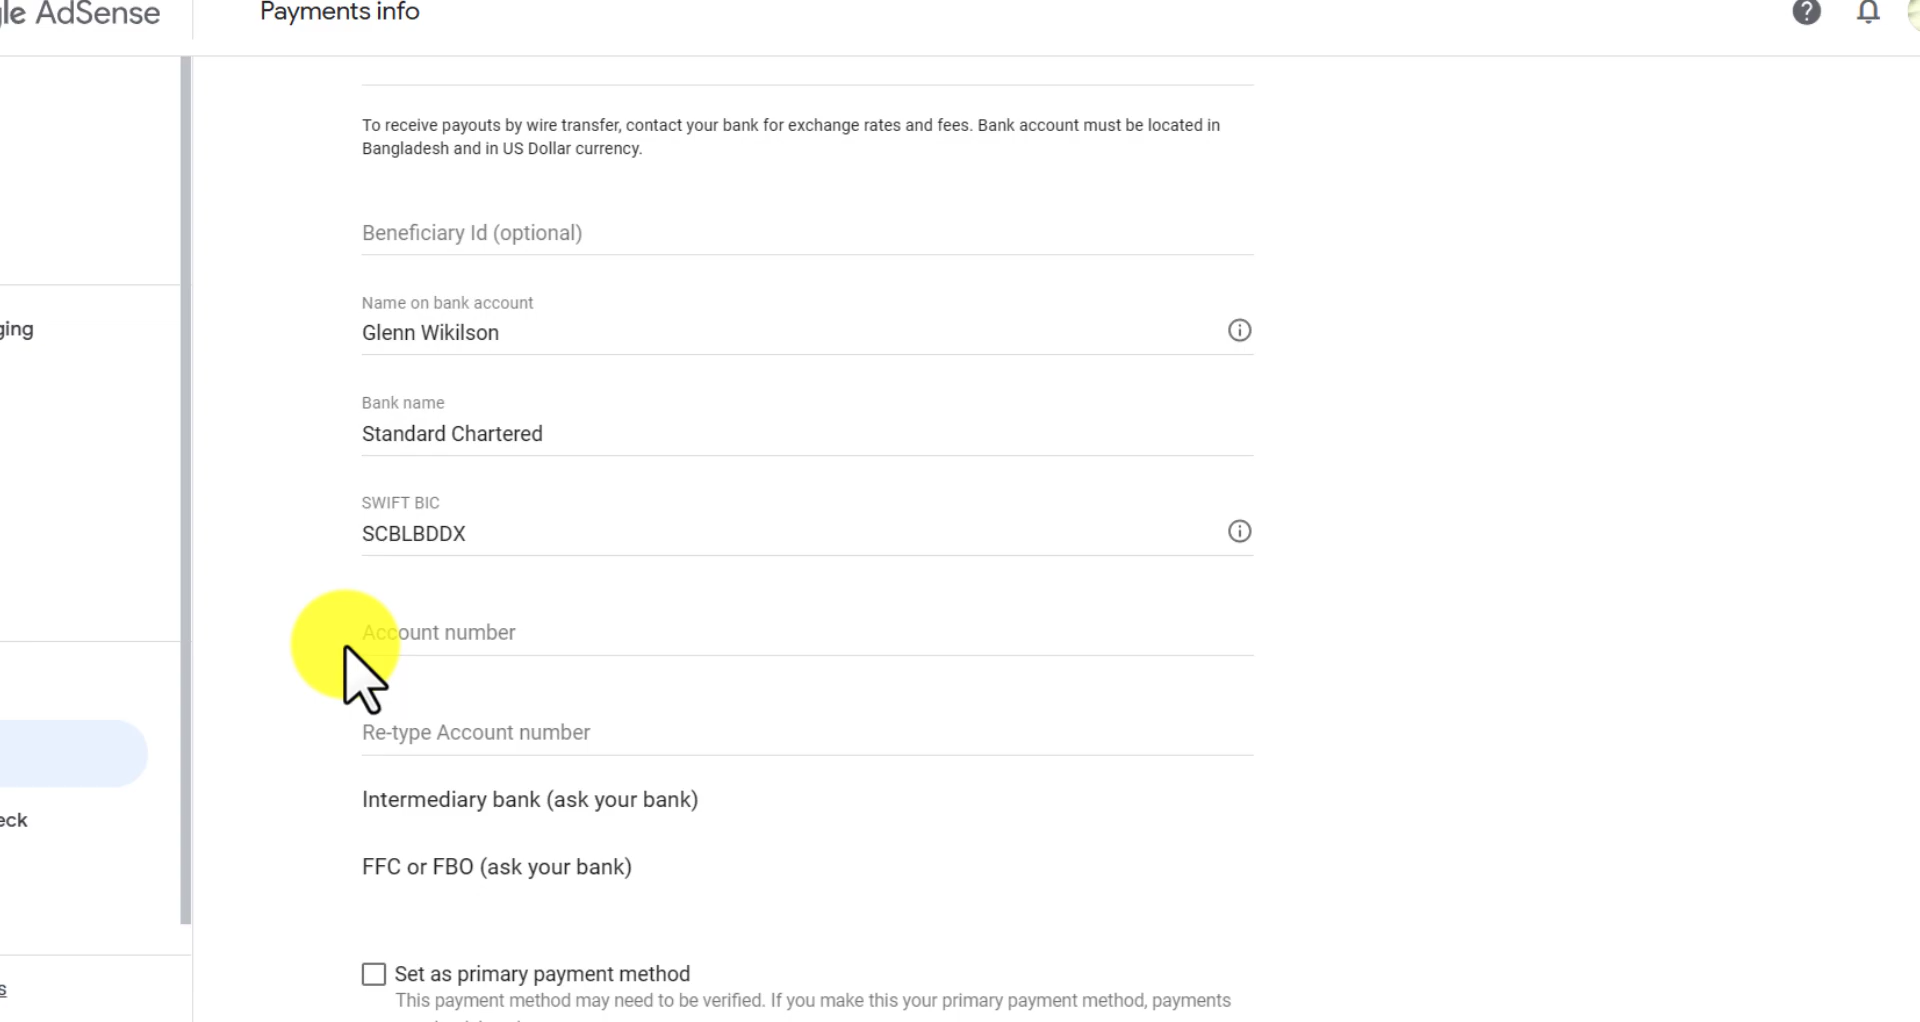 gle AdSense
Payments info
To receive payouts by wire transfer, contact your bank for exchange rates and fees. Bank account must be located in
Bangladesh and in US Dollar currency.
Beneficiary Id (optional)
Name on bank account
ging
Glenn Wikilson
Bank name
Standard Chartered
SWIFT BIC
SCBLBDDX
Account number
Re-type Account number
Intermediary bank (ask your bank)
eck
FFC or FBO (ask your bank)
Set as primary payment method
s
This payment method may need to be verified. If you make this your primary payment method, payments